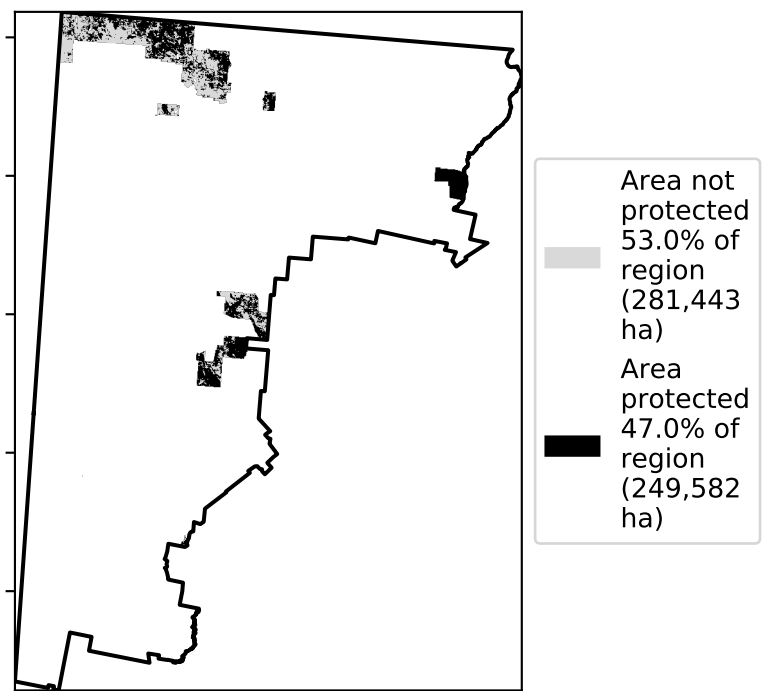 Area not
protected
53.0% of
region
(281,443
ha)
Area
protected
47.0% of
region
(249,582
ha)